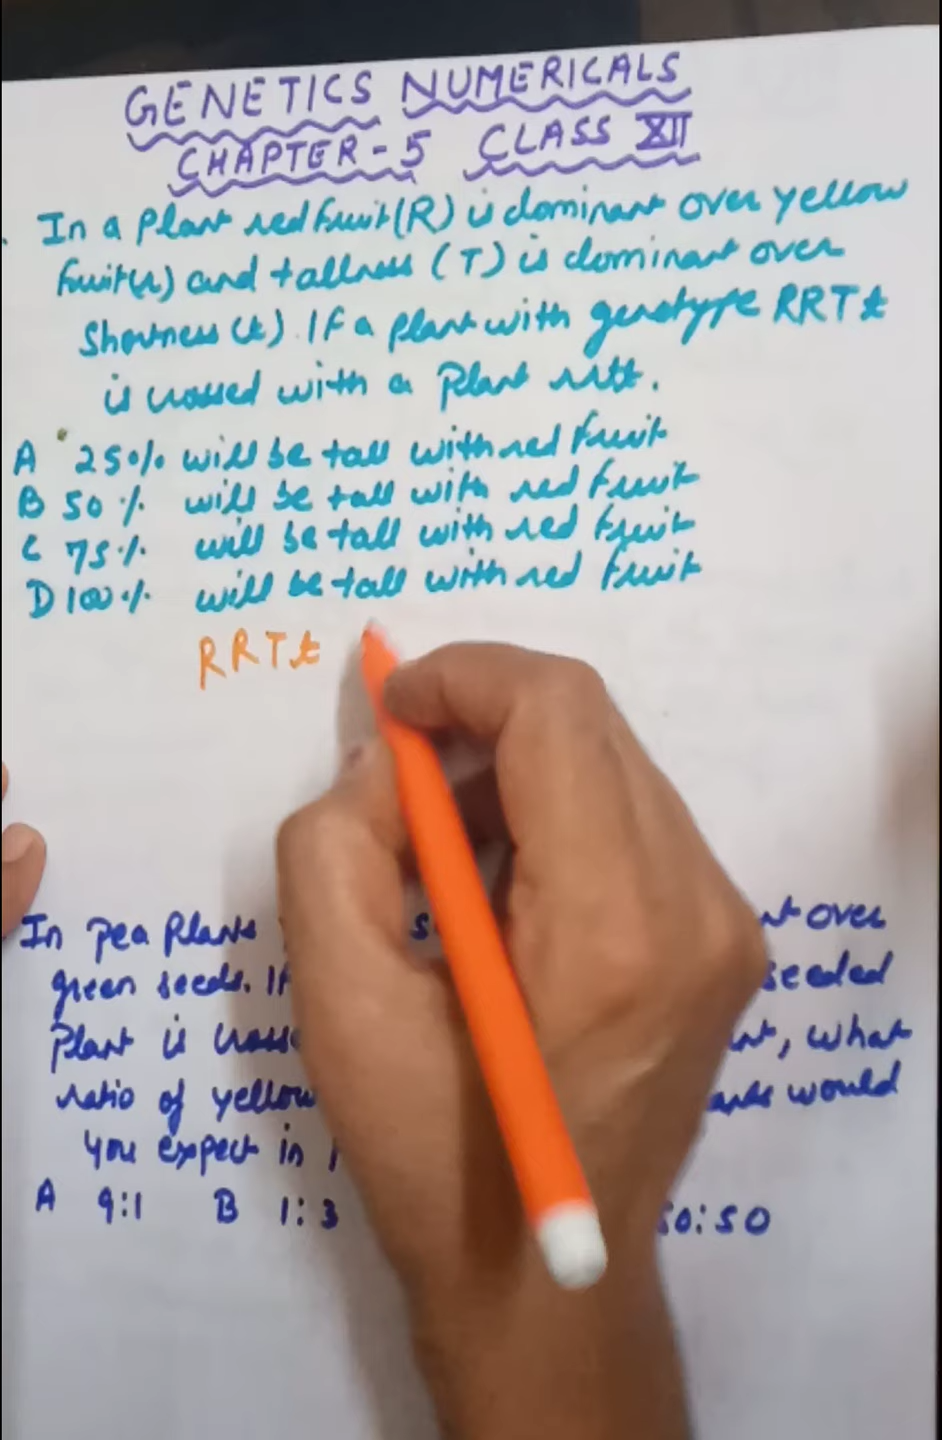 GENETICS NUMERICALS
CHAPTER-5 CLASS XII
. In a Plant red fruit (R) is dominant over yellow
fruit(r) and tallness (T) is dominant over
Shortness (t). If a plant with genotype RRTt
is crossed with a Plant rrtt.
A 25% will be tall with red fruit
B 50% will be tall with red fruit
C 75% will be tall with red fruit
D 100% will be tall with red fruit
RRTt
In pea Plants over
green seeds. If seeded
Plant is , what
ratio of yellow would
you expect in
A 9:1 B 1:3 50:50